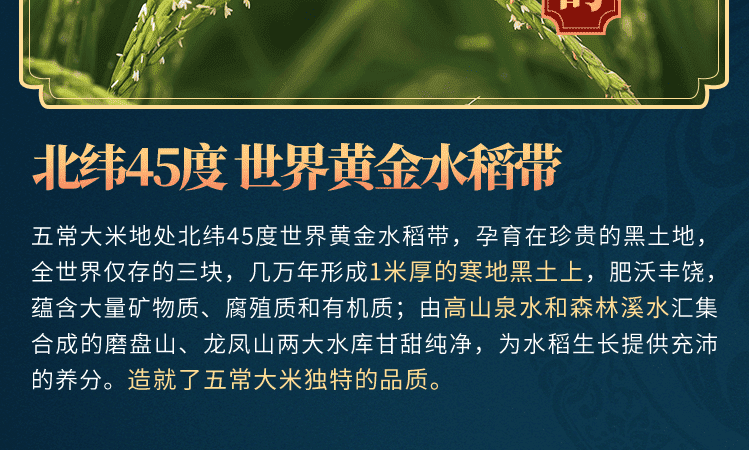 北纬45度 世界黄金水稻带
五常大米地处北纬45度世界黄金水稻带，孕育在珍贵的黑土地，
全世界仅存的三块，几万年形成1米厚的寒地黑土上，肥沃丰饶，
蕴含大量矿物质、腐殖质和有机质；由高山泉水和森林溪水汇集
合成的磨盘山、龙凤山两大水库甘甜纯净，为水稻生长提供充沛
的养分。造就了五常大米独特的品质。